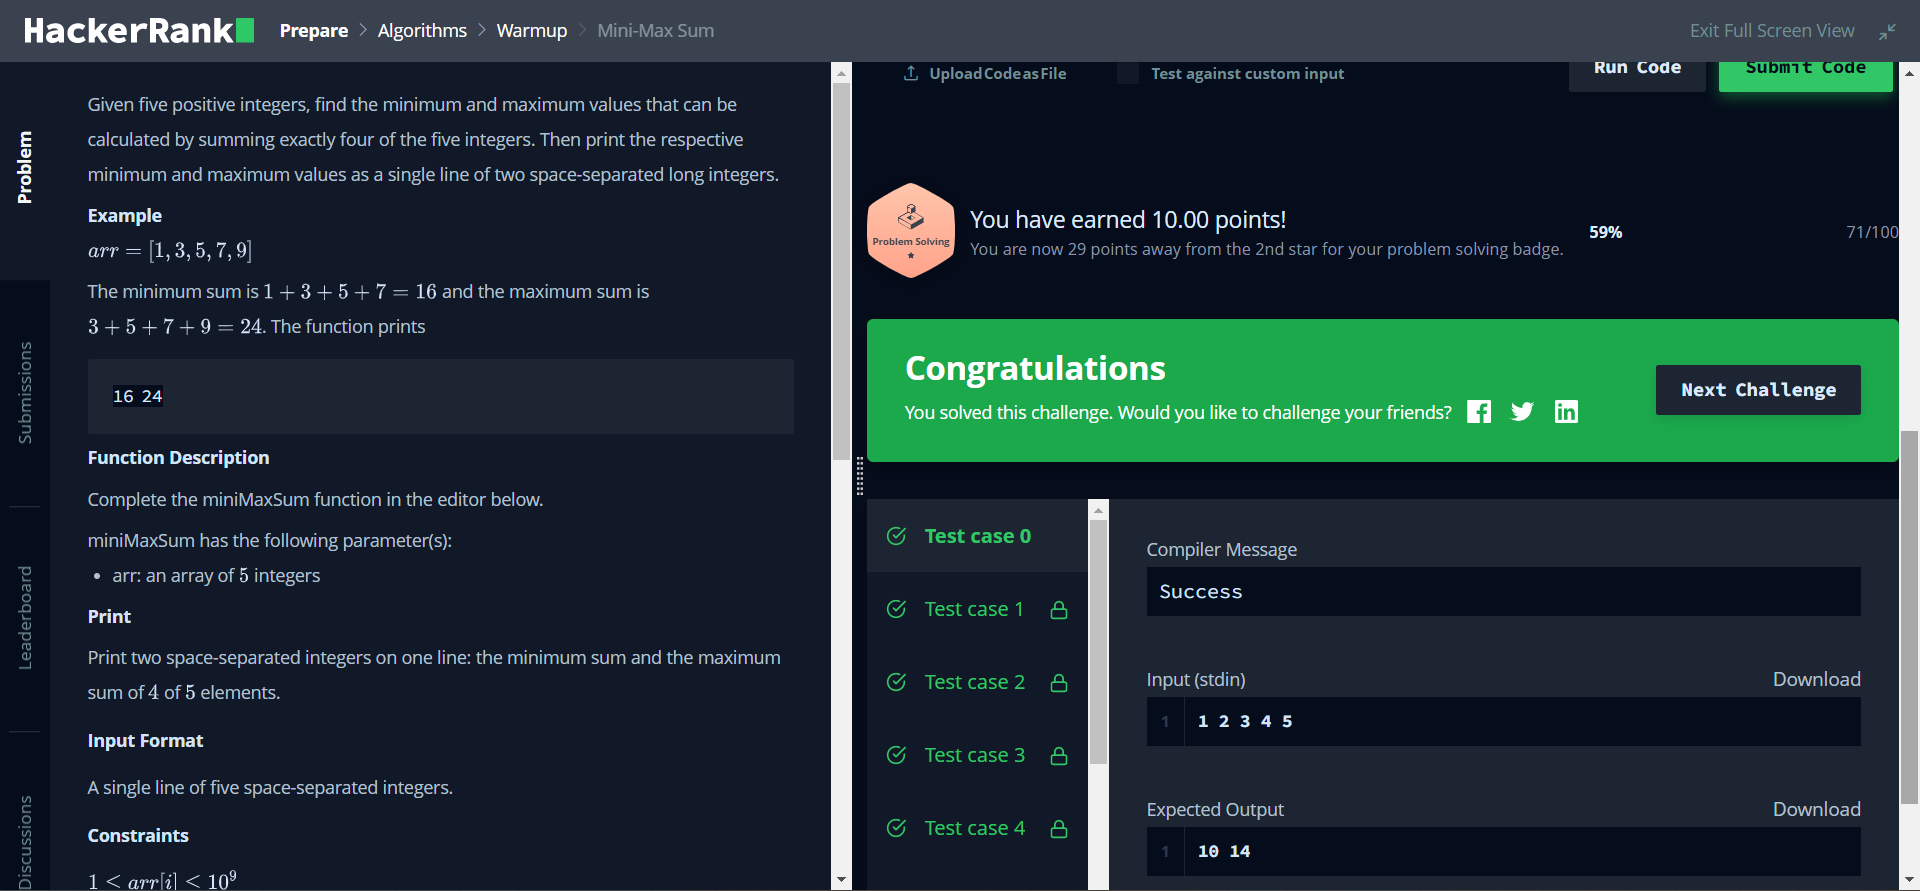 HackerRank Prepare > Algorithms > Warmup > Mini-Max Sum Exit Full Screen View
Problem
Submissions
Leaderboard
Discussions
Given five positive integers, find the minimum and maximum values that can be
calculated by summing exactly four of the five integers. Then print the respective
minimum and maximum values as a single line of two space-separated long integers.
Example
arr = [1, 3, 5, 7, 9]
The minimum sum is 1 + 3 + 5 + 7 = 16 and the maximum sum is
3 + 5 + 7 + 9 = 24. The function prints
16 24
Function Description
Complete the miniMaxSum function in the editor below.
miniMaxSum has the following parameter(s):
• arr: an array of 5 integers
Print
Print two space-separated integers on one line: the minimum sum and the maximum
sum of 4 of 5 elements.
Input Format
A single line of five space-separated integers.
Constraints
1 ≤ arr[i] ≤ 10⁹
Upload Code as File Test against custom input Run Code Submit Code
Problem Solving
You have earned 10.00 points!
You are now 29 points away from the 2nd star for your problem solving badge.
59% 71/100
Congratulations
You solved this challenge. Would you like to challenge your friends?
Next Challenge
Test case 0
Test case 1
Test case 2
Test case 3
Test case 4
Compiler Message
Success
Input (stdin) Download
1 1 2 3 4 5
Expected Output Download
1 10 14